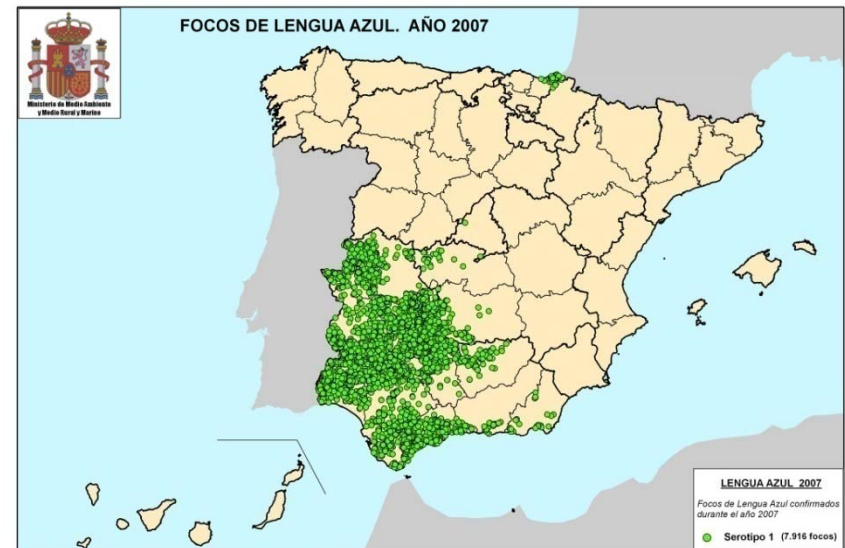 FOCOS DE LENGUA AZUL. AÑO 2007
Ministerio de Medio Ambiente
y Medio Rural y Marino
LENGUA AZUL 2007
Focos de Lengua Azul confirmados
durante el año 2007
Serotipo 1 (7.916 focos)